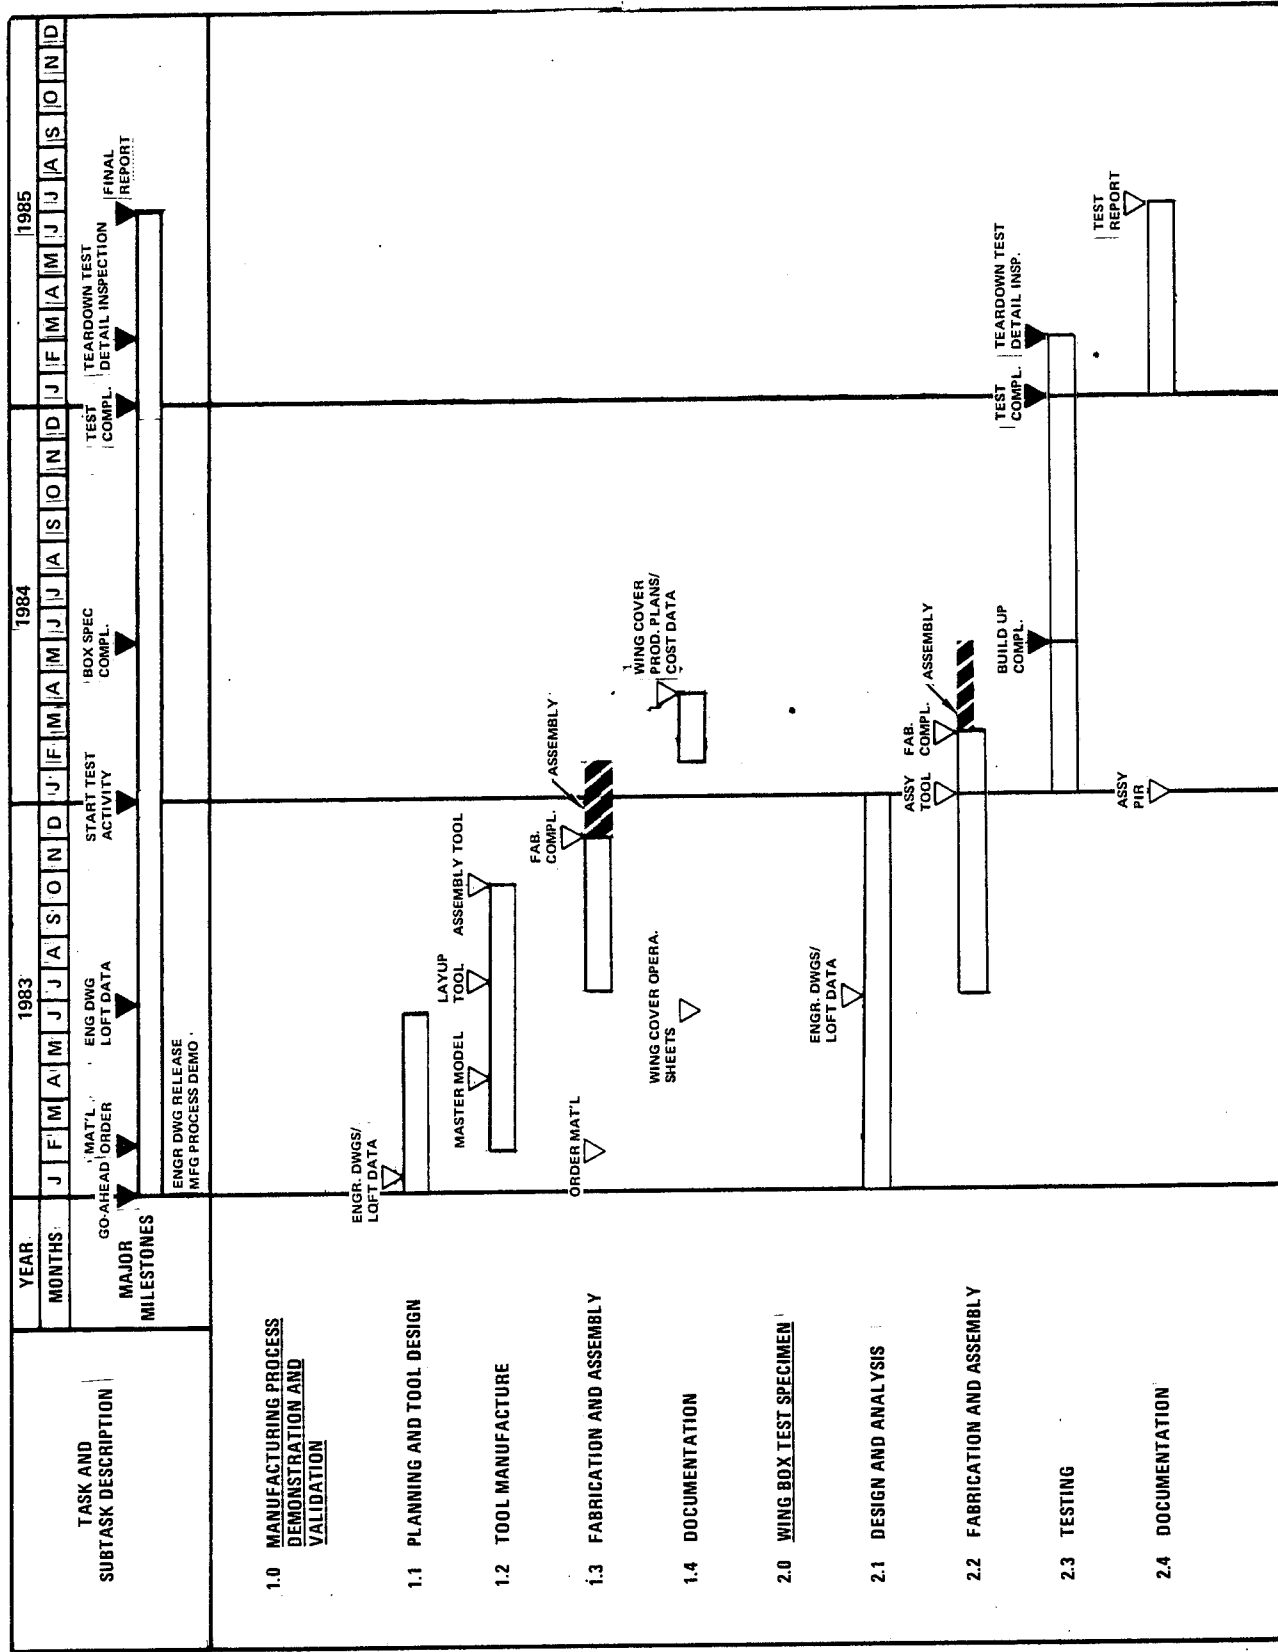 YEAR 1983 1984 1985
TASK AND
SUBTASK DESCRIPTION
MONTHS J F M A M J J A S O N D J F M A M J J A S O N D J F M A M J J A S O N D
MAJOR
MILESTONES
GO-AHEAD
MAT'L
ORDER
ENG DWG
LOFT DATA
START TEST
ACTIVITY
BOX SPEC
COMPL.
TEST
COMPL.
TEARDOWN TEST
DETAIL INSPECTION
FINAL
REPORT
ENGR DWG RELEASE
MFG PROCESS DEMO
1.0 MANUFACTURING PROCESS
DEMONSTRATION AND
VALIDATION
ENGR. DWGS/
LOFT DATA
1.1 PLANNING AND TOOL DESIGN
MASTER MODEL
LAYUP
TOOL
ASSEMBLY TOOL
1.2 TOOL MANUFACTURE
ORDER MAT'L
FAB.
COMPL.
ASSEMBLY
1.3 FABRICATION AND ASSEMBLY
WING COVER OPERA.
SHEETS
WING COVER
PROD. PLANS/
COST DATA
1.4 DOCUMENTATION
2.0 WING BOX TEST SPECIMEN
ENGR. DWGS/
LOFT DATA
2.1 DESIGN AND ANALYSIS
ASSY
TOOL
FAB.
COMPL.
ASSEMBLY
2.2 FABRICATION AND ASSEMBLY
BUILD UP
COMPL.
TEST
COMPL.
TEARDOWN TEST
DETAIL INSP.
2.3 TESTING
ASSY
PIR
TEST
REPORT
2.4 DOCUMENTATION